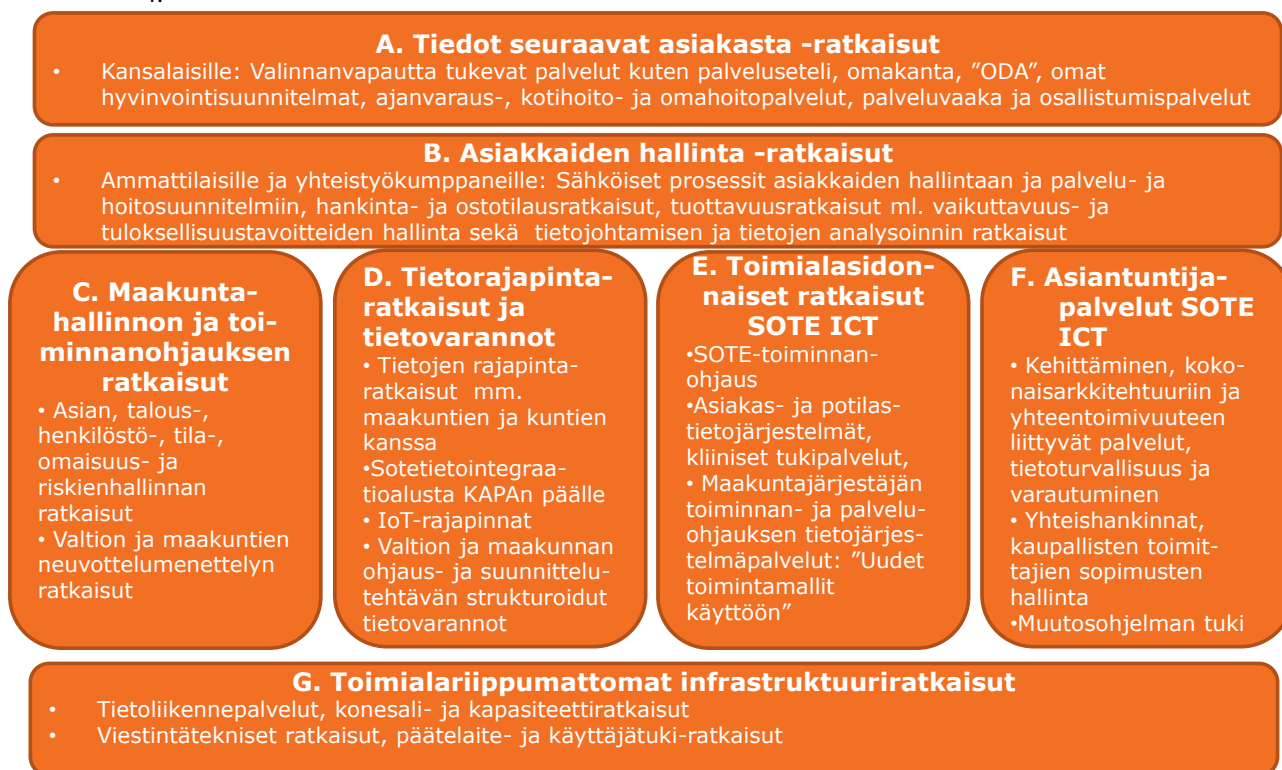 A. Tiedot seuraavat asiakasta -ratkaisut
• Kansalaisille: Valinnanvapautta tukevat palvelut kuten palveluseteli, omakanta, ”ODA”, omat
hyvinvointisuunnitelmat, ajanvaraus-, kotihoito- ja omahoitopalvelut, palveluvaaka ja osallistumispalvelut
B. Asiakkaiden hallinta -ratkaisut
• Ammattilaisille ja yhteistyökumppaneille: Sähköiset prosessit asiakkaiden hallintaan ja palvelu- ja
hoitosuunnitelmiin, hankinta- ja ostotilausratkaisut, tuottavuusratkaisut ml. vaikuttavuus- ja
tuloksellisuustavoitteiden hallinta sekä tietojohtamisen ja tietojen analysoinnin ratkaisut
C. Maakunta-
hallinnon ja toi-
minnanohjauksen
ratkaisut
• Asian, talous-,
henkilöstö-, tila-,
omaisuus- ja
riskienhallinnan
ratkaisut
• Valtion ja maakuntien
neuvottelumenettelyn
ratkaisut
D. Tietorajapinta-
ratkaisut ja
tietovarannot
• Tietojen rajapinta-
ratkaisut mm.
maakuntien ja kuntien
kanssa
•Sotetietointegraa-
tioalusta KAPAn päälle
• IoT-rajapinnat
• Valtion ja maakunnan
ohjaus- ja suunnittelu-
tehtävän strukturoidut
tietovarannot
E. Toimialasidon-
naiset ratkaisut
SOTE ICT
•SOTE-toiminnan-
ohjaus
•Asiakas- ja potilas-
tietojärjestelmät,
kliiniset tukipalvelut,
• Maakuntajärjestäjän
toiminnan- ja palvelu-
ohjauksen tietojärjes-
telmäpalvelut: ”Uudet
toimintamallit
käyttöön”
F. Asiantuntija-
palvelut SOTE
ICT
• Kehittäminen, koko-
naisarkkitehtuuriin ja
yhteentoimivuuteen
liittyvät palvelut,
tietoturvallisuus ja
varautuminen
• Yhteishankinnat,
kaupallisten toimit-
tajien sopimusten
hallinta
•Muutosohjelman tuki
G. Toimialariippumattomat infrastruktuuriratkaisut
• Tietoliikennepalvelut, konesali- ja kapasiteettiratkaisut
• Viestintätekniset ratkaisut, päätelaite- ja käyttäjätuki-ratkaisut